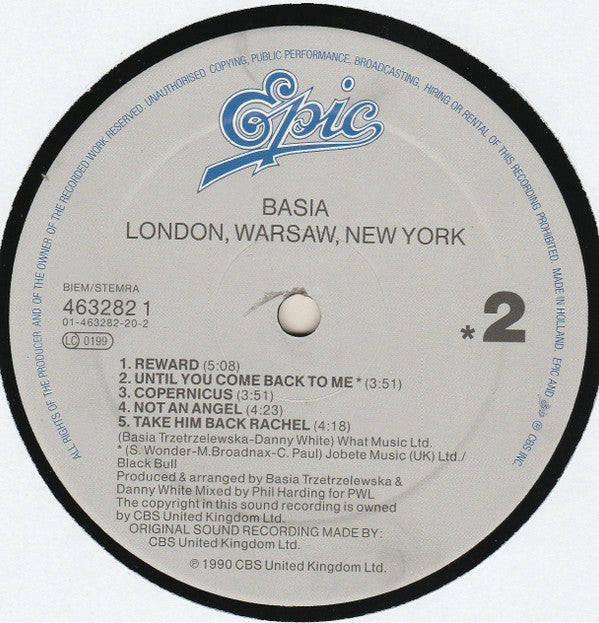 ALL RIGHTS OF THE PRODUCER AND OF THE OWNER OF THE RECORDED WORK RESERVED. UNAUTHORISED COPYING, PUBLIC PERFORMANCE, BROADCASTING, HIRING OR RENTAL OF THIS RECORDING PROHIBITED. MADE IN HOLLAND EPIC AND ARE ℗ CBS INC.
Epic
BASIA
LONDON, WARSAW, NEW YORK
BIEM/STEMRA
463282 1
01-463282-20-2
LC 0199
*2
1. REWARD (5:08)
2. UNTIL YOU COME BACK TO ME * (3:51)
3. COPERNICUS (3:51)
4. NOT AN ANGEL (4:23)
5. TAKE HIM BACK RACHEL (4:18)
(Basia Trzetrzelewska-Danny White) What Music Ltd.
* (S. Wonder-M.Broadnax-C. Paul) Jobete Music (UK) Ltd./
Black Bull
Produced & arranged by Basia Trzetrzelewska &
Danny White Mixed by Phil Harding for PWL
The copyright in this sound recording is owned
by CBS United Kingdom Ltd.
ORIGINAL SOUND RECORDING MADE BY:
CBS United Kingdom Ltd.
℗ 1990 CBS United Kingdom Ltd.